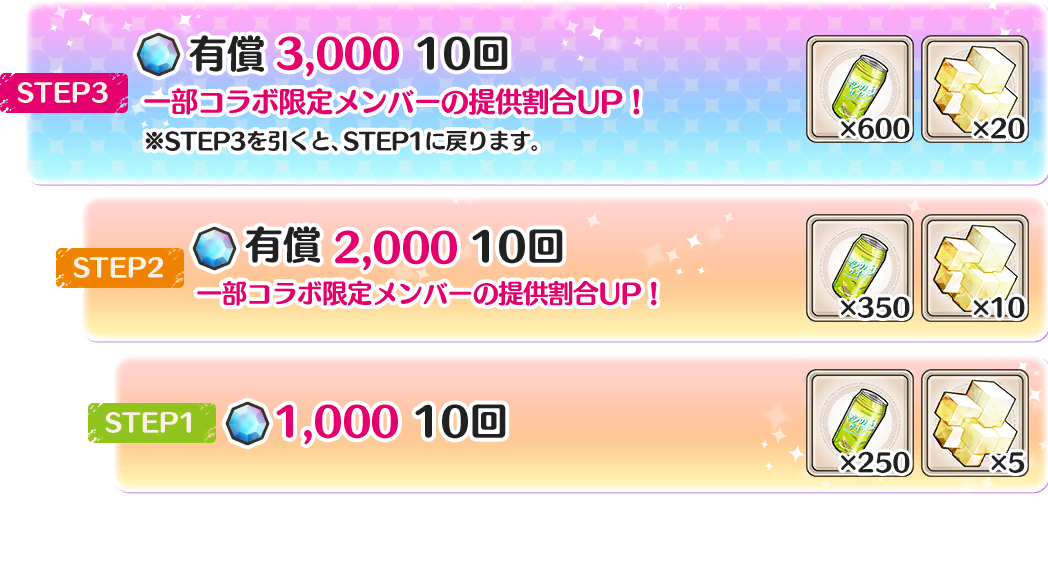 有償 3,000 10回
STEP3
一部コラボ限定メンバーの提供割合UP！
※STEP3を引くと、STEP1に戻ります。
×600
×20
有償 2,000 10回
STEP2
一部コラボ限定メンバーの提供割合UP！
×350
×10
STEP1
1,000 10回
×250
×5